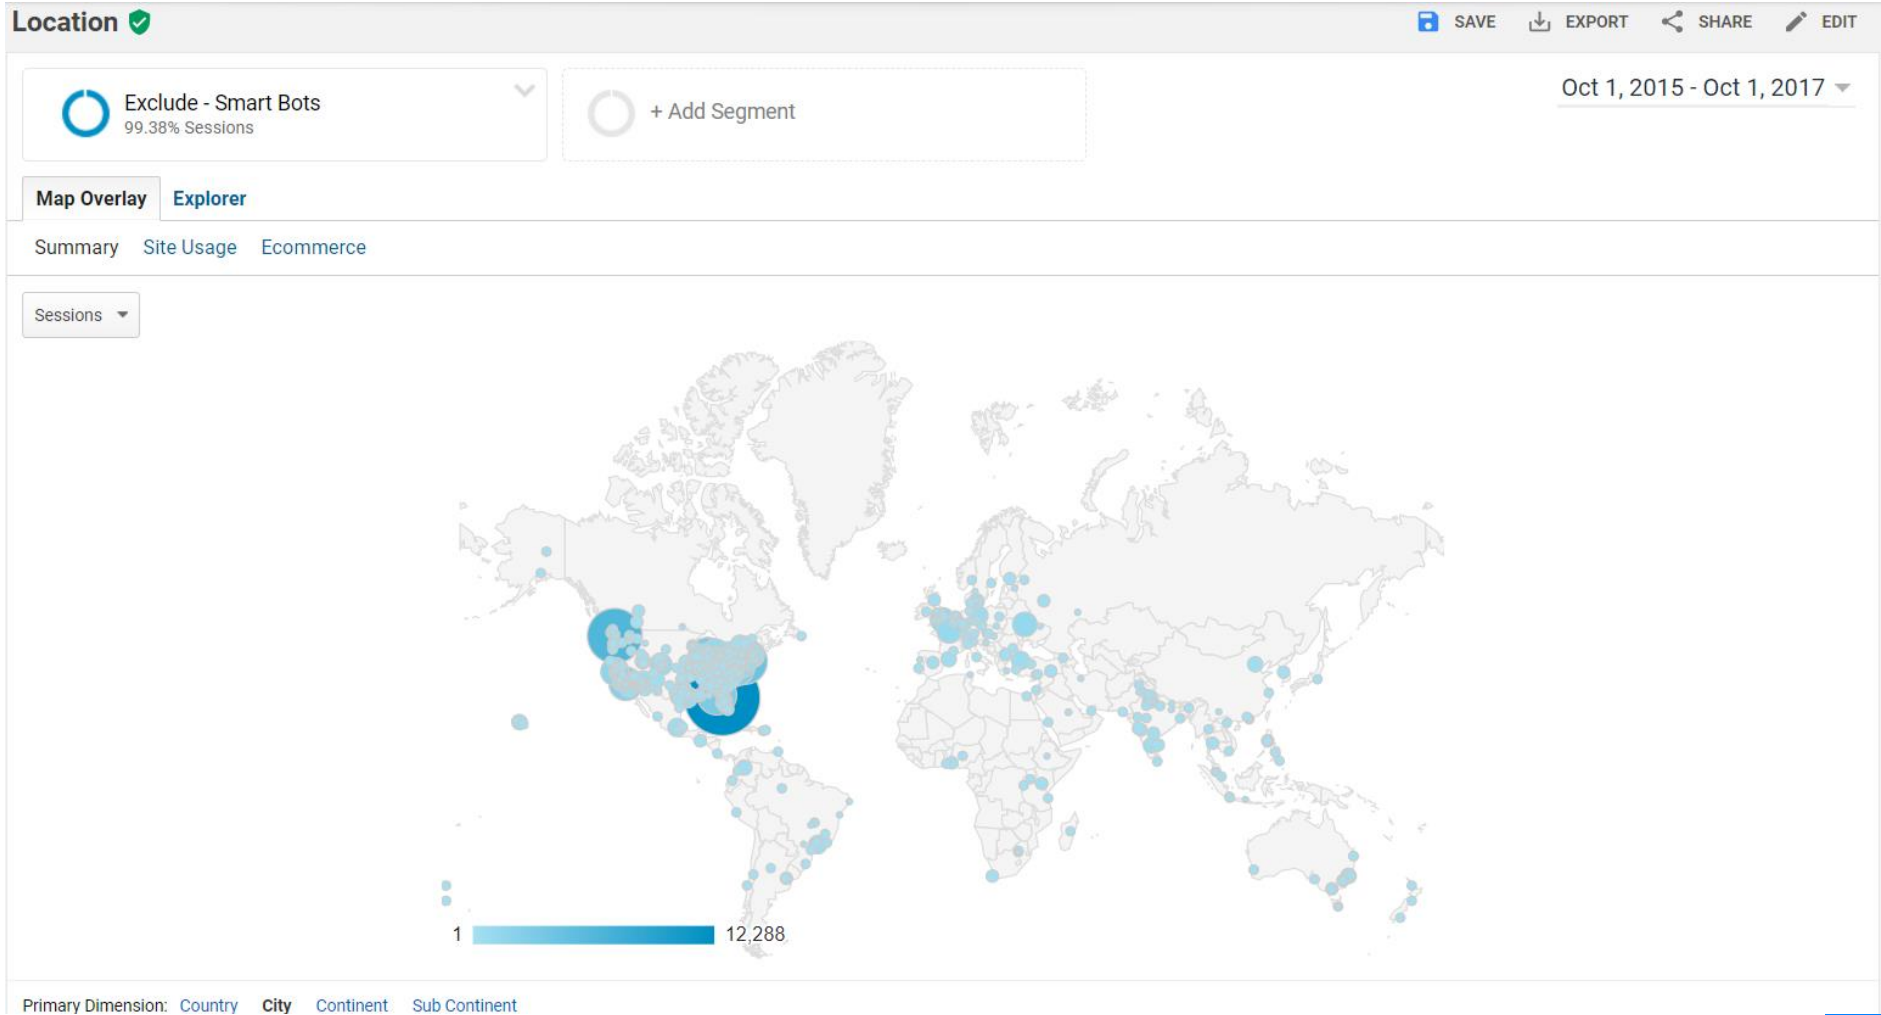 Location
SAVE EXPORT SHARE EDIT
Exclude - Smart Bots
99.38% Sessions
+ Add Segment
Oct 1, 2015 - Oct 1, 2017
Map Overlay Explorer
Summary Site Usage Ecommerce
Sessions
1 12,288
Primary Dimension: Country City Continent Sub Continent